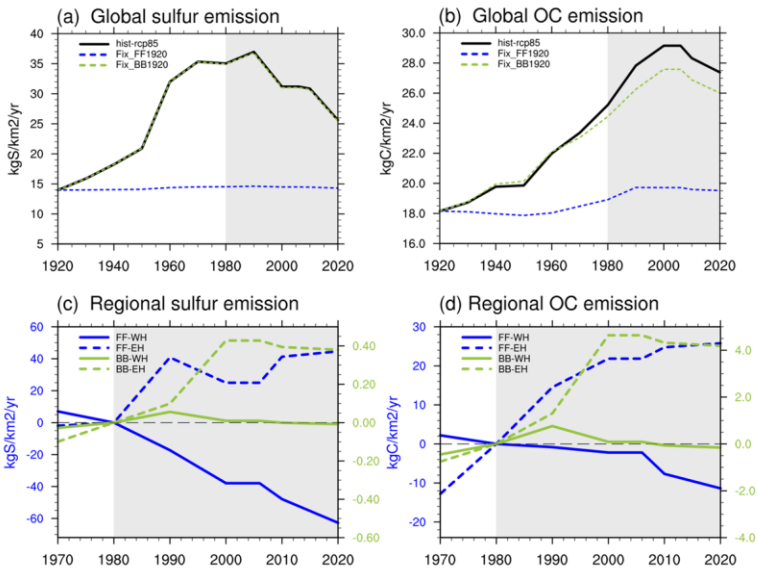 (a) Global sulfur emission
40
35
30
25
20
15
10
5
kgS/km2/yr
hist-rcp85
Fix_FF1920
Fix_BB1920
1920 1940 1960 1980 2000 2020
(b) Global OC emission
30.0
28.0
26.0
24.0
22.0
20.0
18.0
16.0
kgC/km2/yr
hist-rcp85
Fix_FF1920
Fix_BB1920
1920 1940 1960 1980 2000 2020
(c) Regional sulfur emission
60
40
20
0
-20
-40
-60
kgS/km2/yr
FF-WH
FF-EH
BB-WH
BB-EH
0.40
0.20
0.00
-0.20
-0.40
-0.60
1970 1980 1990 2000 2010 2020
(d) Regional OC emission
30
20
10
0
-10
-20
kgC/km2/yr
FF-WH
FF-EH
BB-WH
BB-EH
4.0
2.0
0.0
-2.0
-4.0
1970 1980 1990 2000 2010 2020